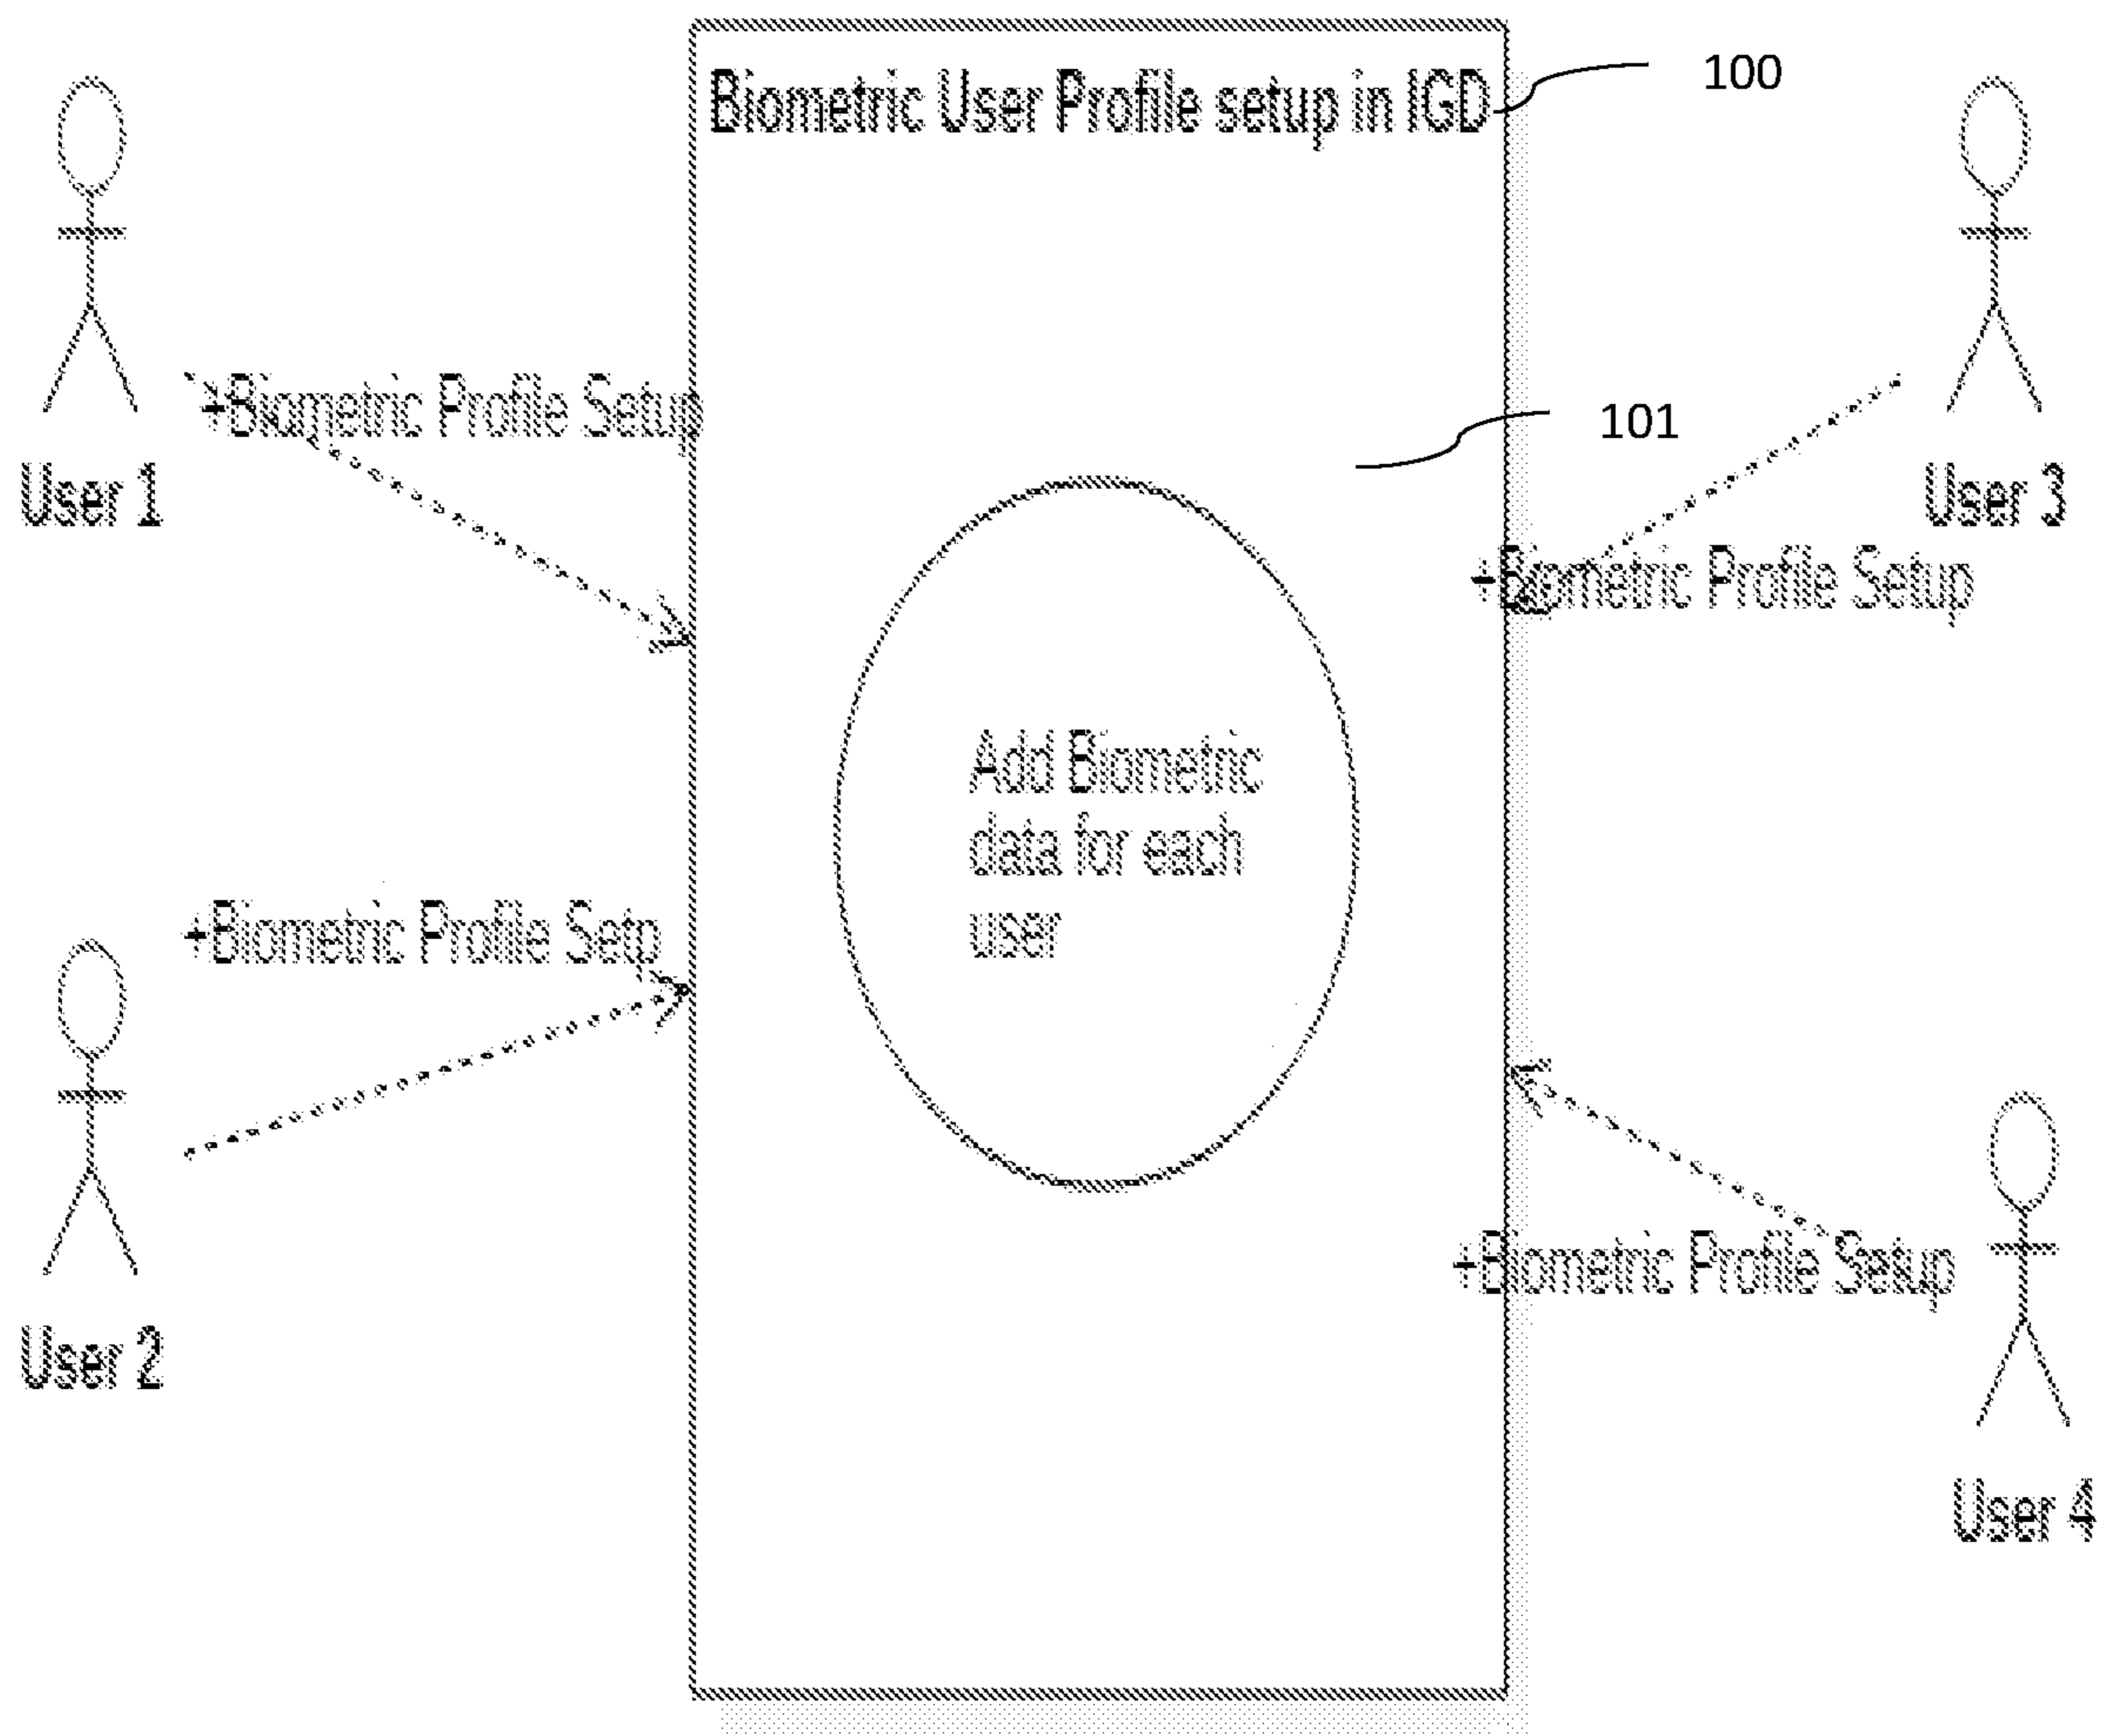 Biometric User Profile setup in IGD
100
+Biometric Profile Setup
101
User 1
User 3
+Biometric Profile Setup
Add Biometric
data for each
user
+Biometric Profile Setp
+Biometric Profile Setup
User 2
User 4